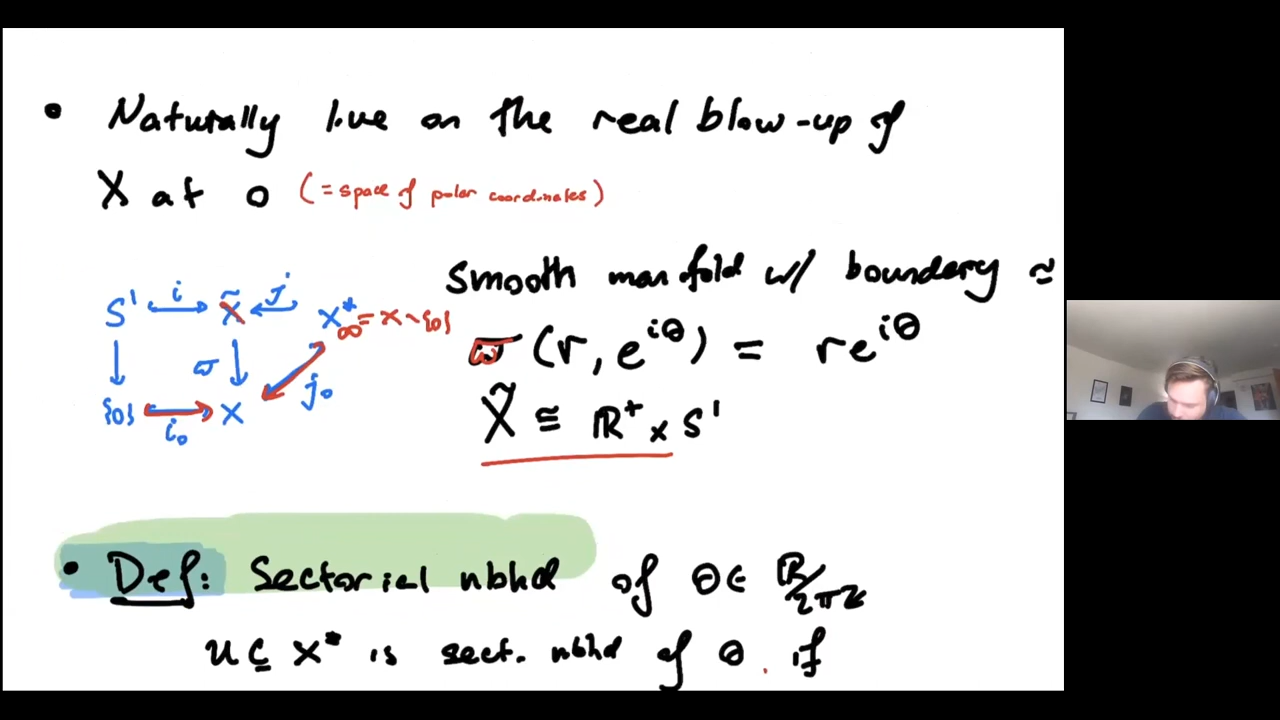 • Naturally live on the real blow-up of
X at 0 (= space of polar coordinates)
smooth manifold w/ boundary ≃
S¹ i X̃ j X* = X \ {0}
ϖ (r, e^{iθ}) = re^{iθ}
ϖ j₀
{0} i₀ X
X̃ ≅ ℝ⁺ × S¹
• Def: Sectorial nbhd of θ ∈ ℝ/2πℤ
U ⊆ X* is sect. nbhd of θ if